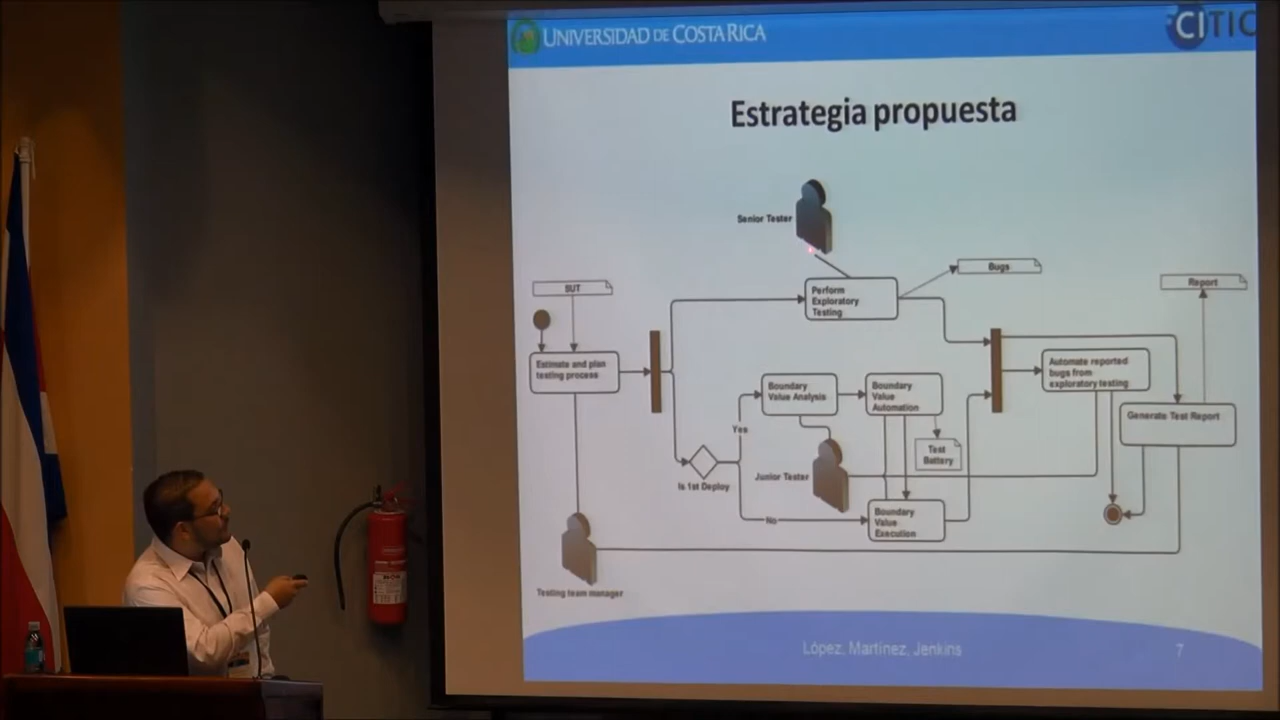 UNIVERSIDAD DE COSTA RICA
CITIC
Estrategia propuesta
Senior Tester
Bugs
Perform
Exploratory
Testing
SUT
Report
Estimate and plan
testing process
Automate reported
bugs from
exploratory testing
Boundary
Value Analysis
Boundary
Value
Automation
Generate Test Report
Yes
Test
Battery
Is 1st Deploy
Junior Tester
No
Boundary
Value
Execution
Testing team manager
López, Martínez, Jenkins
7